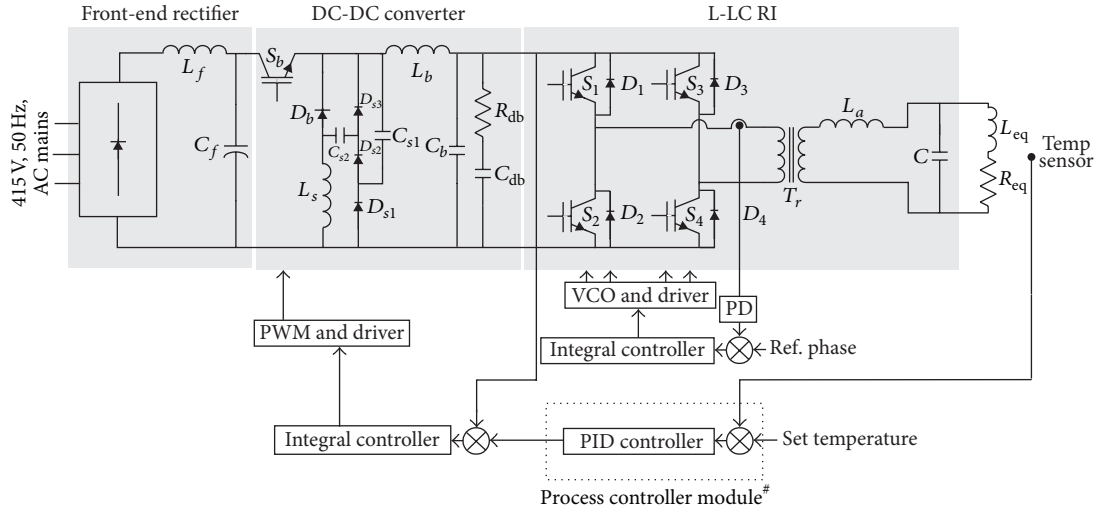 Front-end rectifier
DC-DC converter
L-LC RI
415 V, 50 Hz,
AC mains
L_f
C_f
S_b
D_b
C_s2
L_s
D_s3
D_s2
D_s1
C_s1
L_b
C_b
R_db
C_db
S_1
D_1
S_3
D_3
S_2
D_2
S_4
D_4
T_r
L_a
C
L_eq
R_eq
Temp
sensor
VCO and driver
PD
PWM and driver
Integral controller
Ref. phase
Integral controller
PID controller
Set temperature
Process controller module#